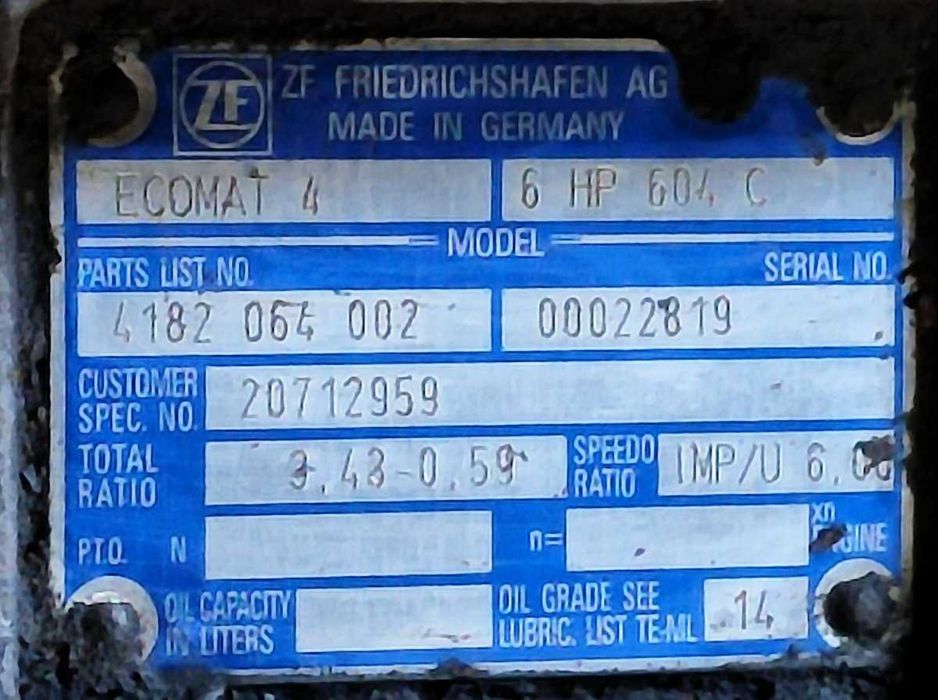 ZF ZF FRIEDRICHSHAFEN AG
MADE IN GERMANY
ECOMAT 4 6 HP 604 C
MODEL
PARTS LIST NO. SERIAL NO.
4182 064 002 00022819
CUSTOMER SPEC. NO. 20712959
TOTAL RATIO 3,43-0,59 SPEEDO RATIO IMP/U 6,00
P.T.O. N n= xn ENGINE
OIL CAPACITY IN LITERS OIL GRADE SEE LUBRIC. LIST TE-ML 14